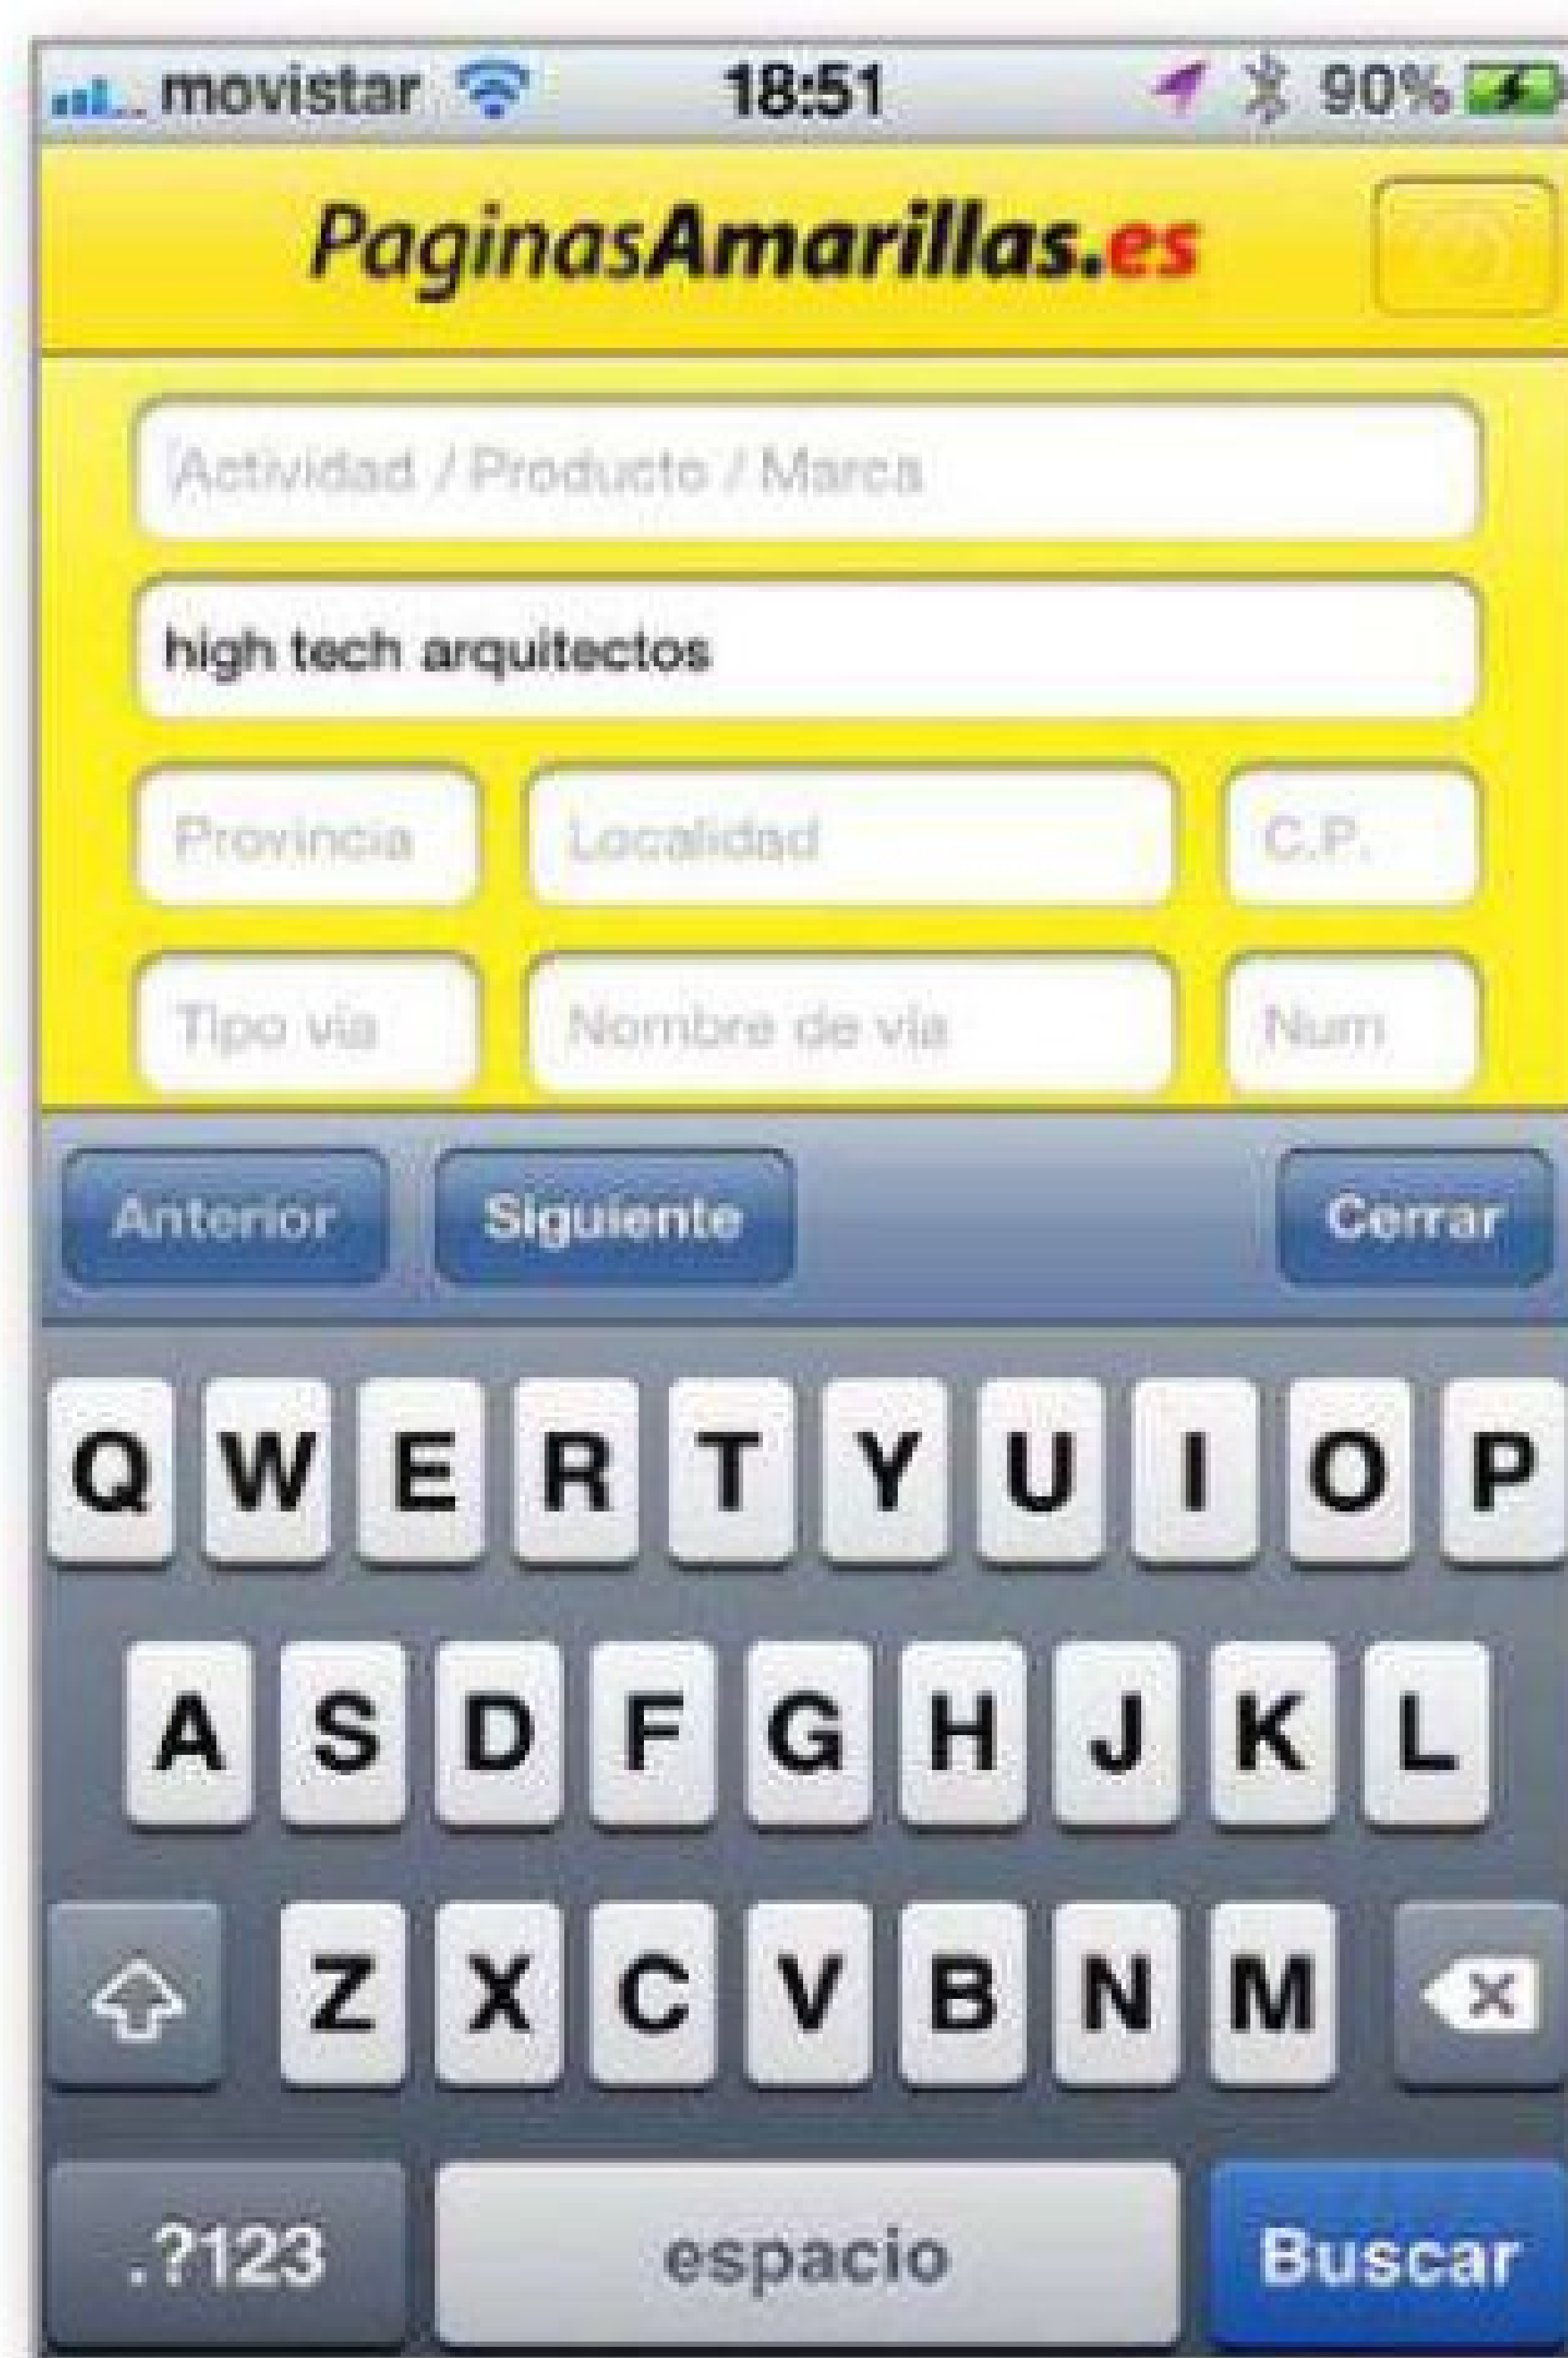 movistar 18:51 90%
PaginasAmarillas.es
Actividad / Producto / Marca
high tech arquitectos
Provincia Localidad C.P.
Tipo vía Nombre de vía Num
Anterior Siguiente Cerrar
Q W E R T Y U I O P
A S D F G H J K L
Z X C V B N M
.?123 espacio Buscar